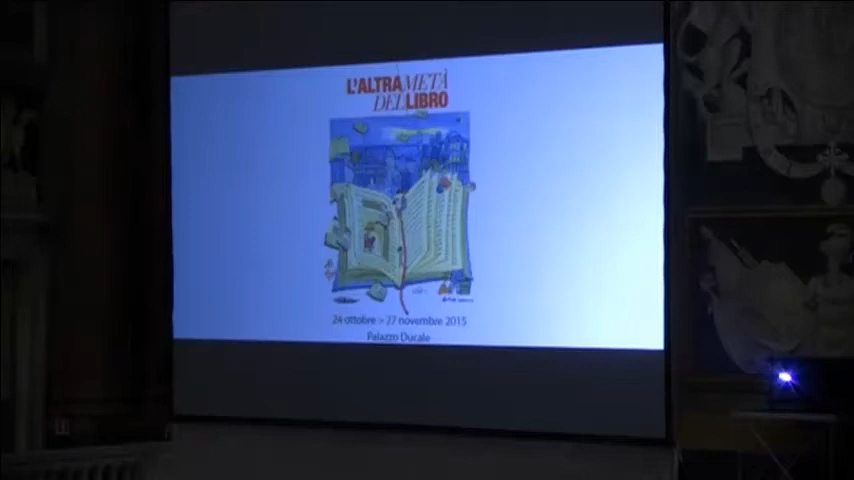 L'ALTRA METÀ
DEL LIBRO
24 ottobre > 27 novembre 2015
Palazzo Ducale